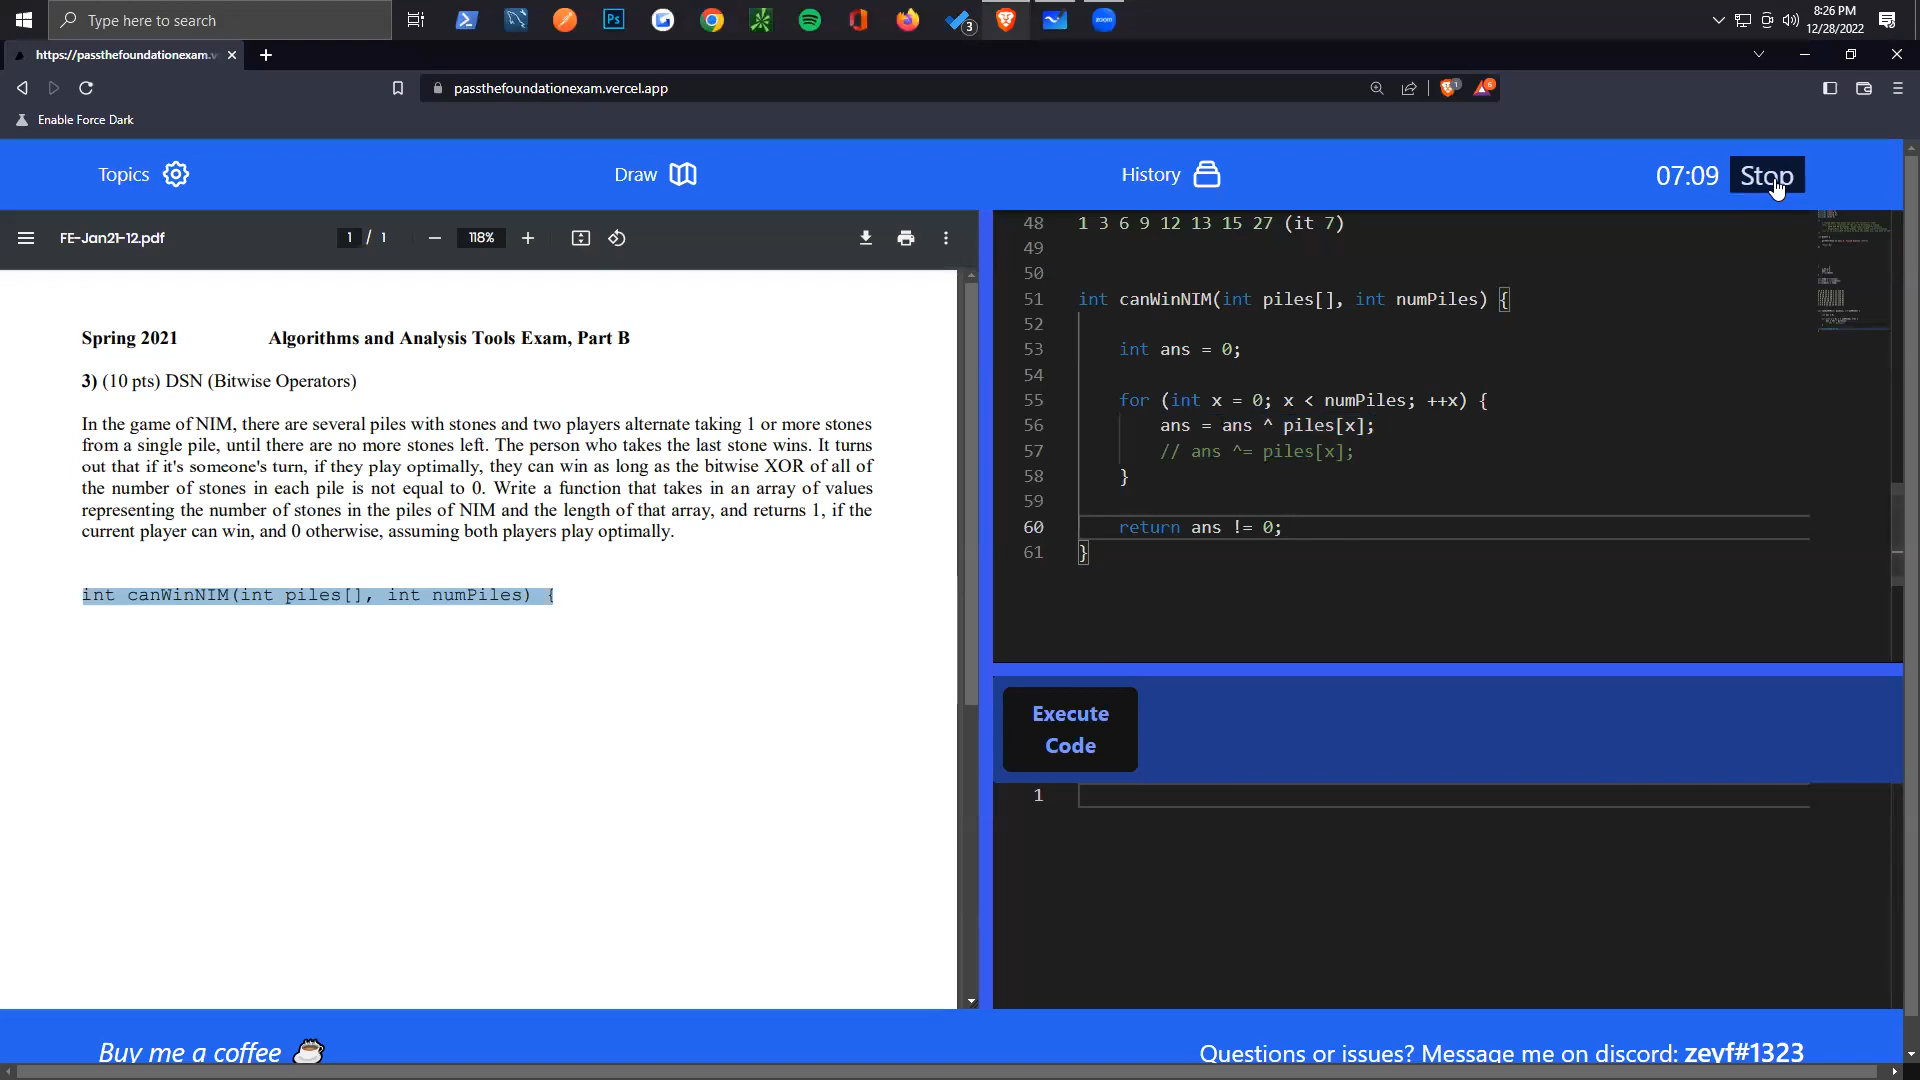 Type here to search
Ps
3
zoom
8:26 PM
12/28/2022
https://passthefoundationexam.v
passthefoundationexam.vercel.app
1
6
Enable Force Dark
Topics
Draw
History
07:09
Stop
FE-Jan21-12.pdf
1 / 1
118%
Spring 2021 Algorithms and Analysis Tools Exam, Part B
3) (10 pts) DSN (Bitwise Operators)
In the game of NIM, there are several piles with stones and two players alternate taking 1 or more stones
from a single pile, until there are no more stones left. The person who takes the last stone wins. It turns
out that if it's someone's turn, if they play optimally, they can win as long as the bitwise XOR of all of
the number of stones in each pile is not equal to 0. Write a function that takes in an array of values
representing the number of stones in the piles of NIM and the length of that array, and returns 1, if the
current player can win, and 0 otherwise, assuming both players play optimally.
int canWinNIM(int piles[], int numPiles) {
48 1 3 6 9 12 13 15 27 (it 7)
49
50
51 int canWinNIM(int piles[], int numPiles) {
52
53 int ans = 0;
54
55 for (int x = 0; x < numPiles; ++x) {
56 ans = ans ^ piles[x];
57 // ans ^= piles[x];
58 }
59
60 return ans != 0;
61 }
Execute
Code
1
Buy me a coffee
Questions or issues? Message me on discord: zevf#1323